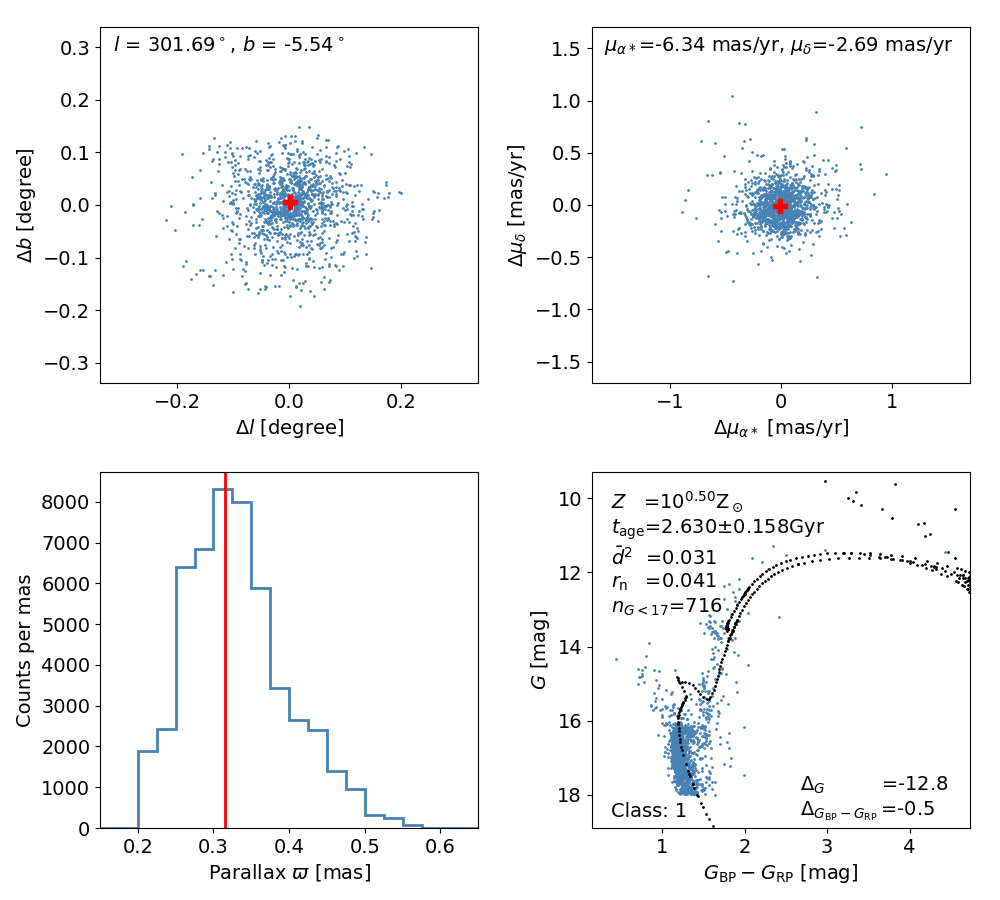 l = 301.69°, b = -5.54°
0.3
0.2
0.1
0.0
−0.1
−0.2
−0.3
Δb [degree]
−0.2 0.0 0.2
Δl [degree]
μα*=-6.34 mas/yr, μδ=-2.69 mas/yr
1.5
1.0
0.5
0.0
−0.5
−1.0
−1.5
Δμδ [mas/yr]
−1 0 1
Δμα* [mas/yr]
8000
7000
6000
5000
4000
3000
2000
1000
0
Counts per mas
0.2 0.3 0.4 0.5 0.6
Parallax ϖ [mas]
Z =10^0.50 Z⊙
t_age=2.630±0.158Gyr
d̄² =0.031
r_n =0.041
n_G<17=716
Δ_G =-12.8
Δ_GBP−GRP =-0.5
Class: 1
10
12
14
16
18
G [mag]
1 2 3 4
G_BP − G_RP [mag]